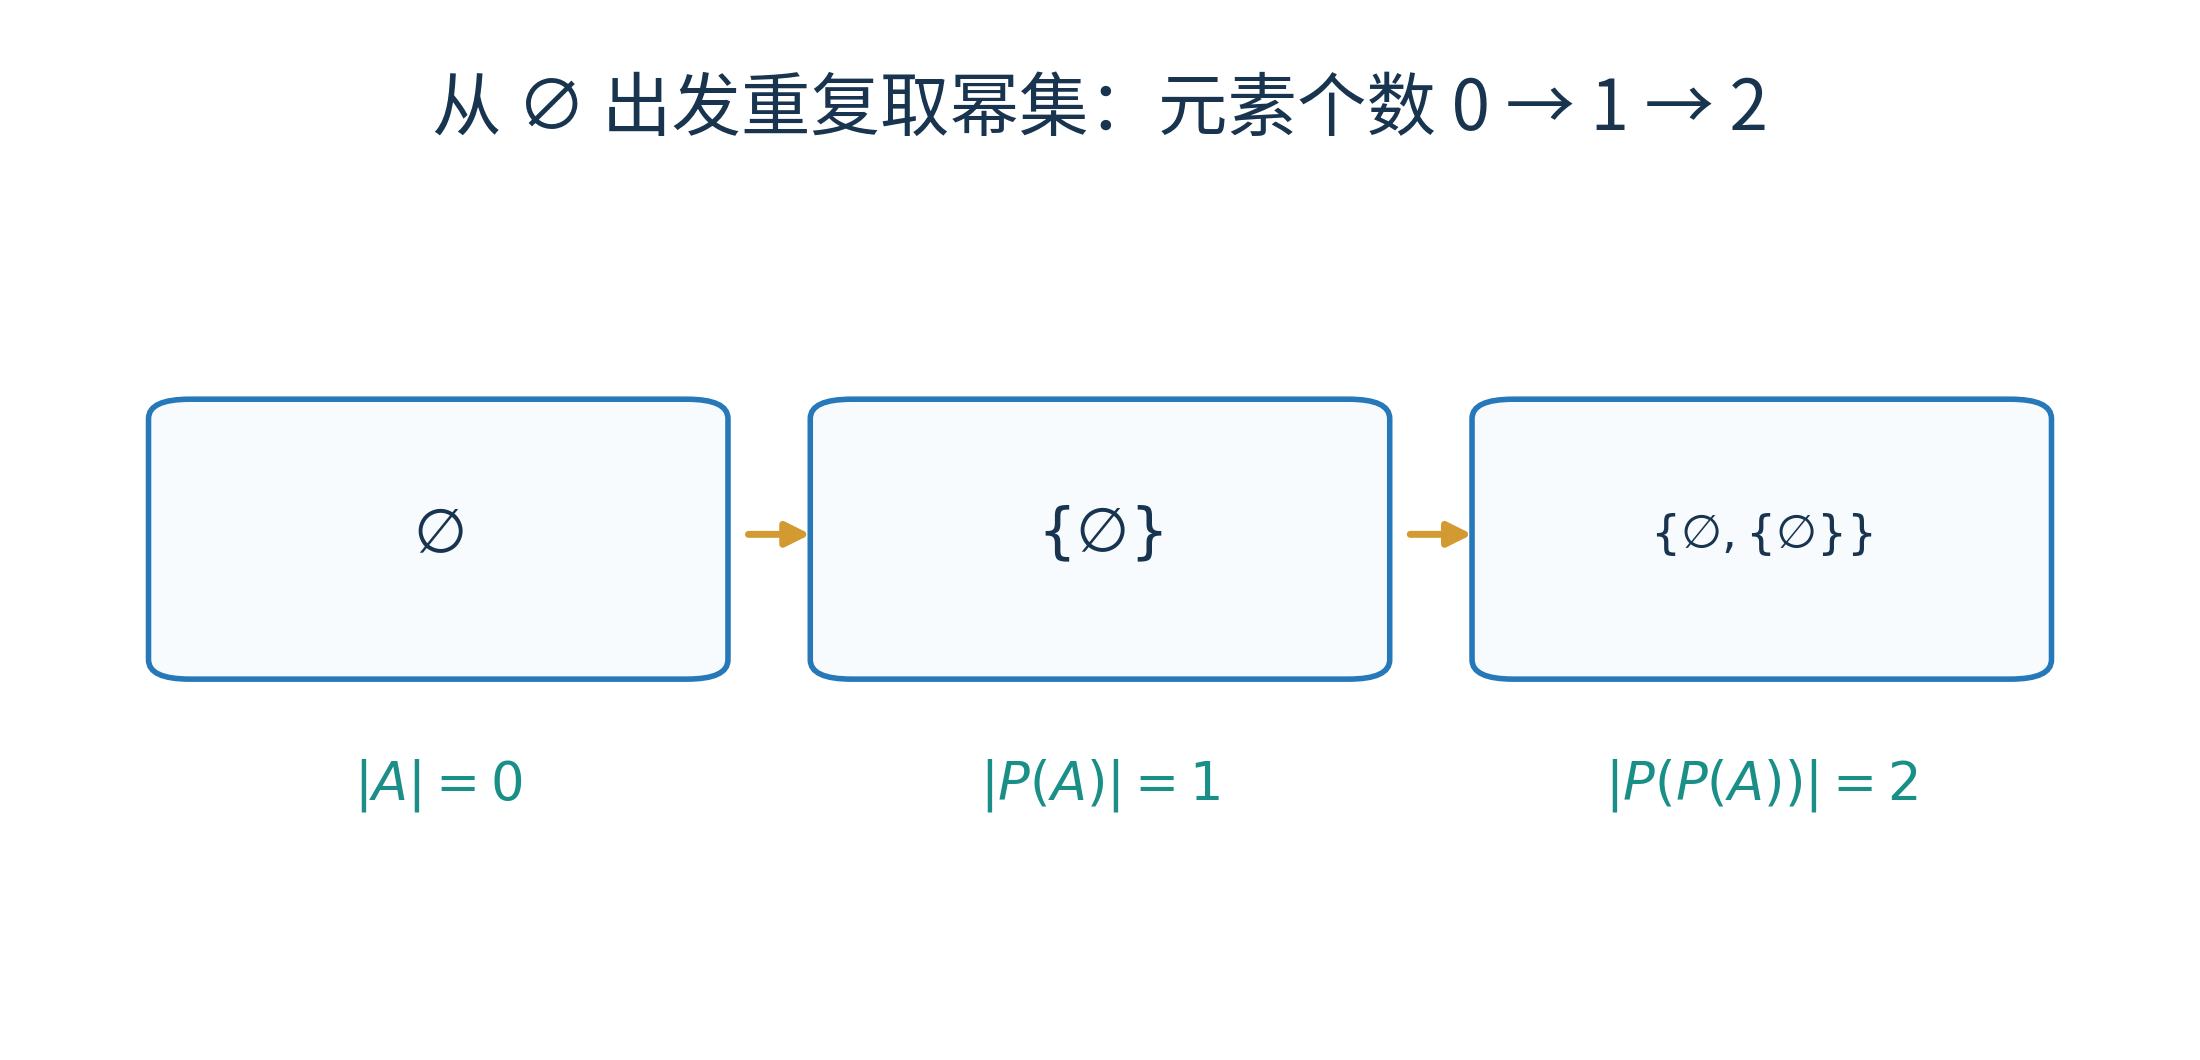 从 ∅ 出发重复取幂集：元素个数 0 → 1 → 2
∅
{∅}
{∅, {∅}}
|A| = 0
|P(A)| = 1
|P(P(A))| = 2